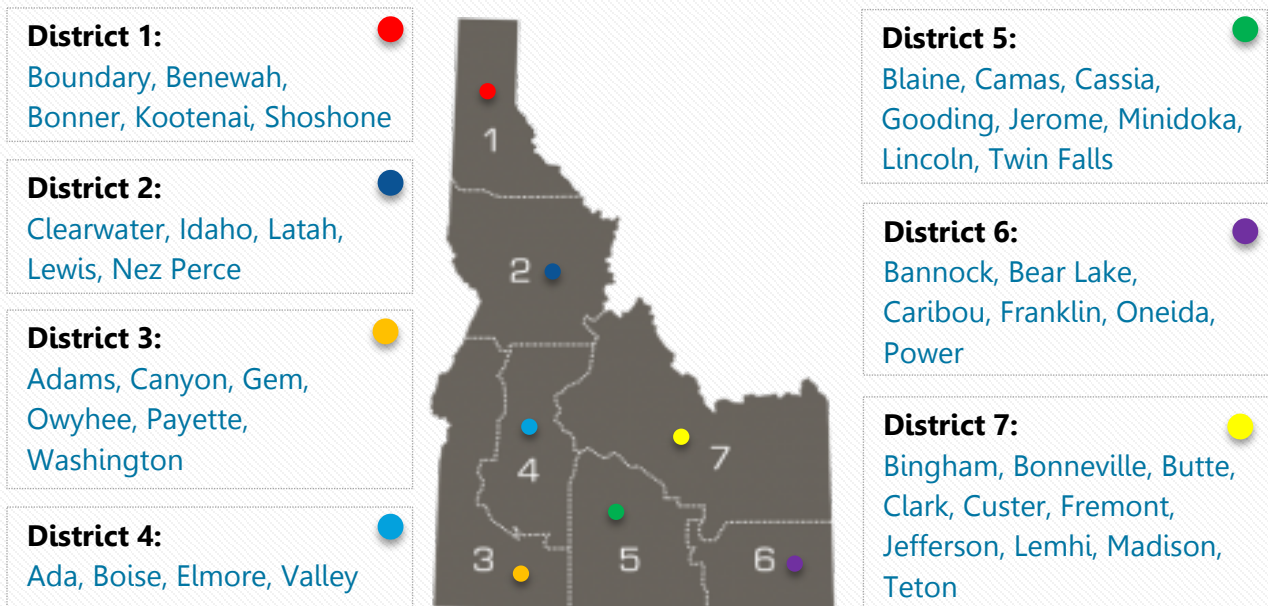 District 1:
Boundary, Benewah,
Bonner, Kootenai, Shoshone
District 2:
Clearwater, Idaho, Latah,
Lewis, Nez Perce
District 3:
Adams, Canyon, Gem,
Owyhee, Payette,
Washington
District 4:
Ada, Boise, Elmore, Valley
1
2
3
4
5
6
7
District 5:
Blaine, Camas, Cassia,
Gooding, Jerome, Minidoka,
Lincoln, Twin Falls
District 6:
Bannock, Bear Lake,
Caribou, Franklin, Oneida,
Power
District 7:
Bingham, Bonneville, Butte,
Clark, Custer, Fremont,
Jefferson, Lemhi, Madison,
Teton